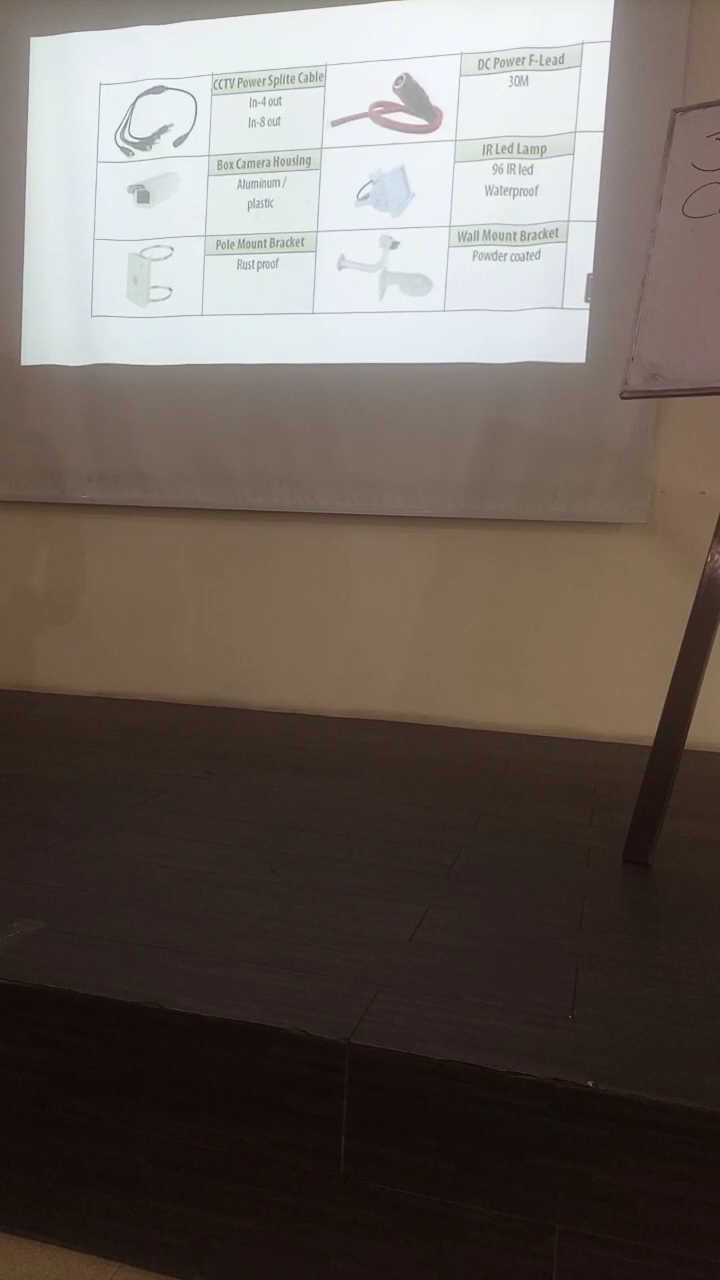 CCTV Power Splite Cable
In-4 out
In-8 out
DC Power F-Lead
30M
Box Camera Housing
Aluminum /
plastic
IR Led Lamp
96 IR led
Waterproof
Pole Mount Bracket
Rust proof
Wall Mount Bracket
Powder coated